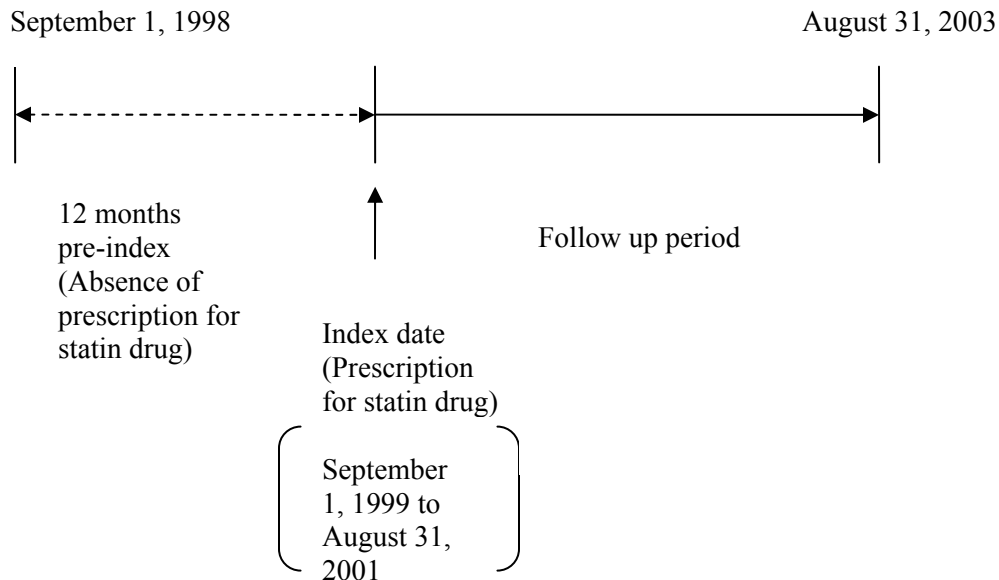 September 1, 1998
August 31, 2003
12 months
pre-index
(Absence of
prescription for
statin drug)
Follow up period
Index date
(Prescription
for statin drug)
September
1, 1999 to
August 31,
2001